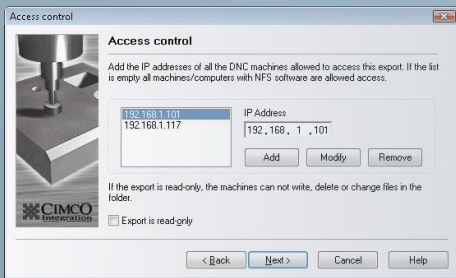 Access control
Access control
Add the IP addresses of all the DNC machines allowed to access this export. If the list
is empty all machines/computers with NFS software are allowed access.
192.168.1.101
192.168.1.117
IP Address
192 . 168 . 1 . 101
Add Modify Remove
If the export is read-only, the machines can not write, delete or change files in the
folder.
Export is read-only
CIMCO
Integration
< Back Next > Cancel Help